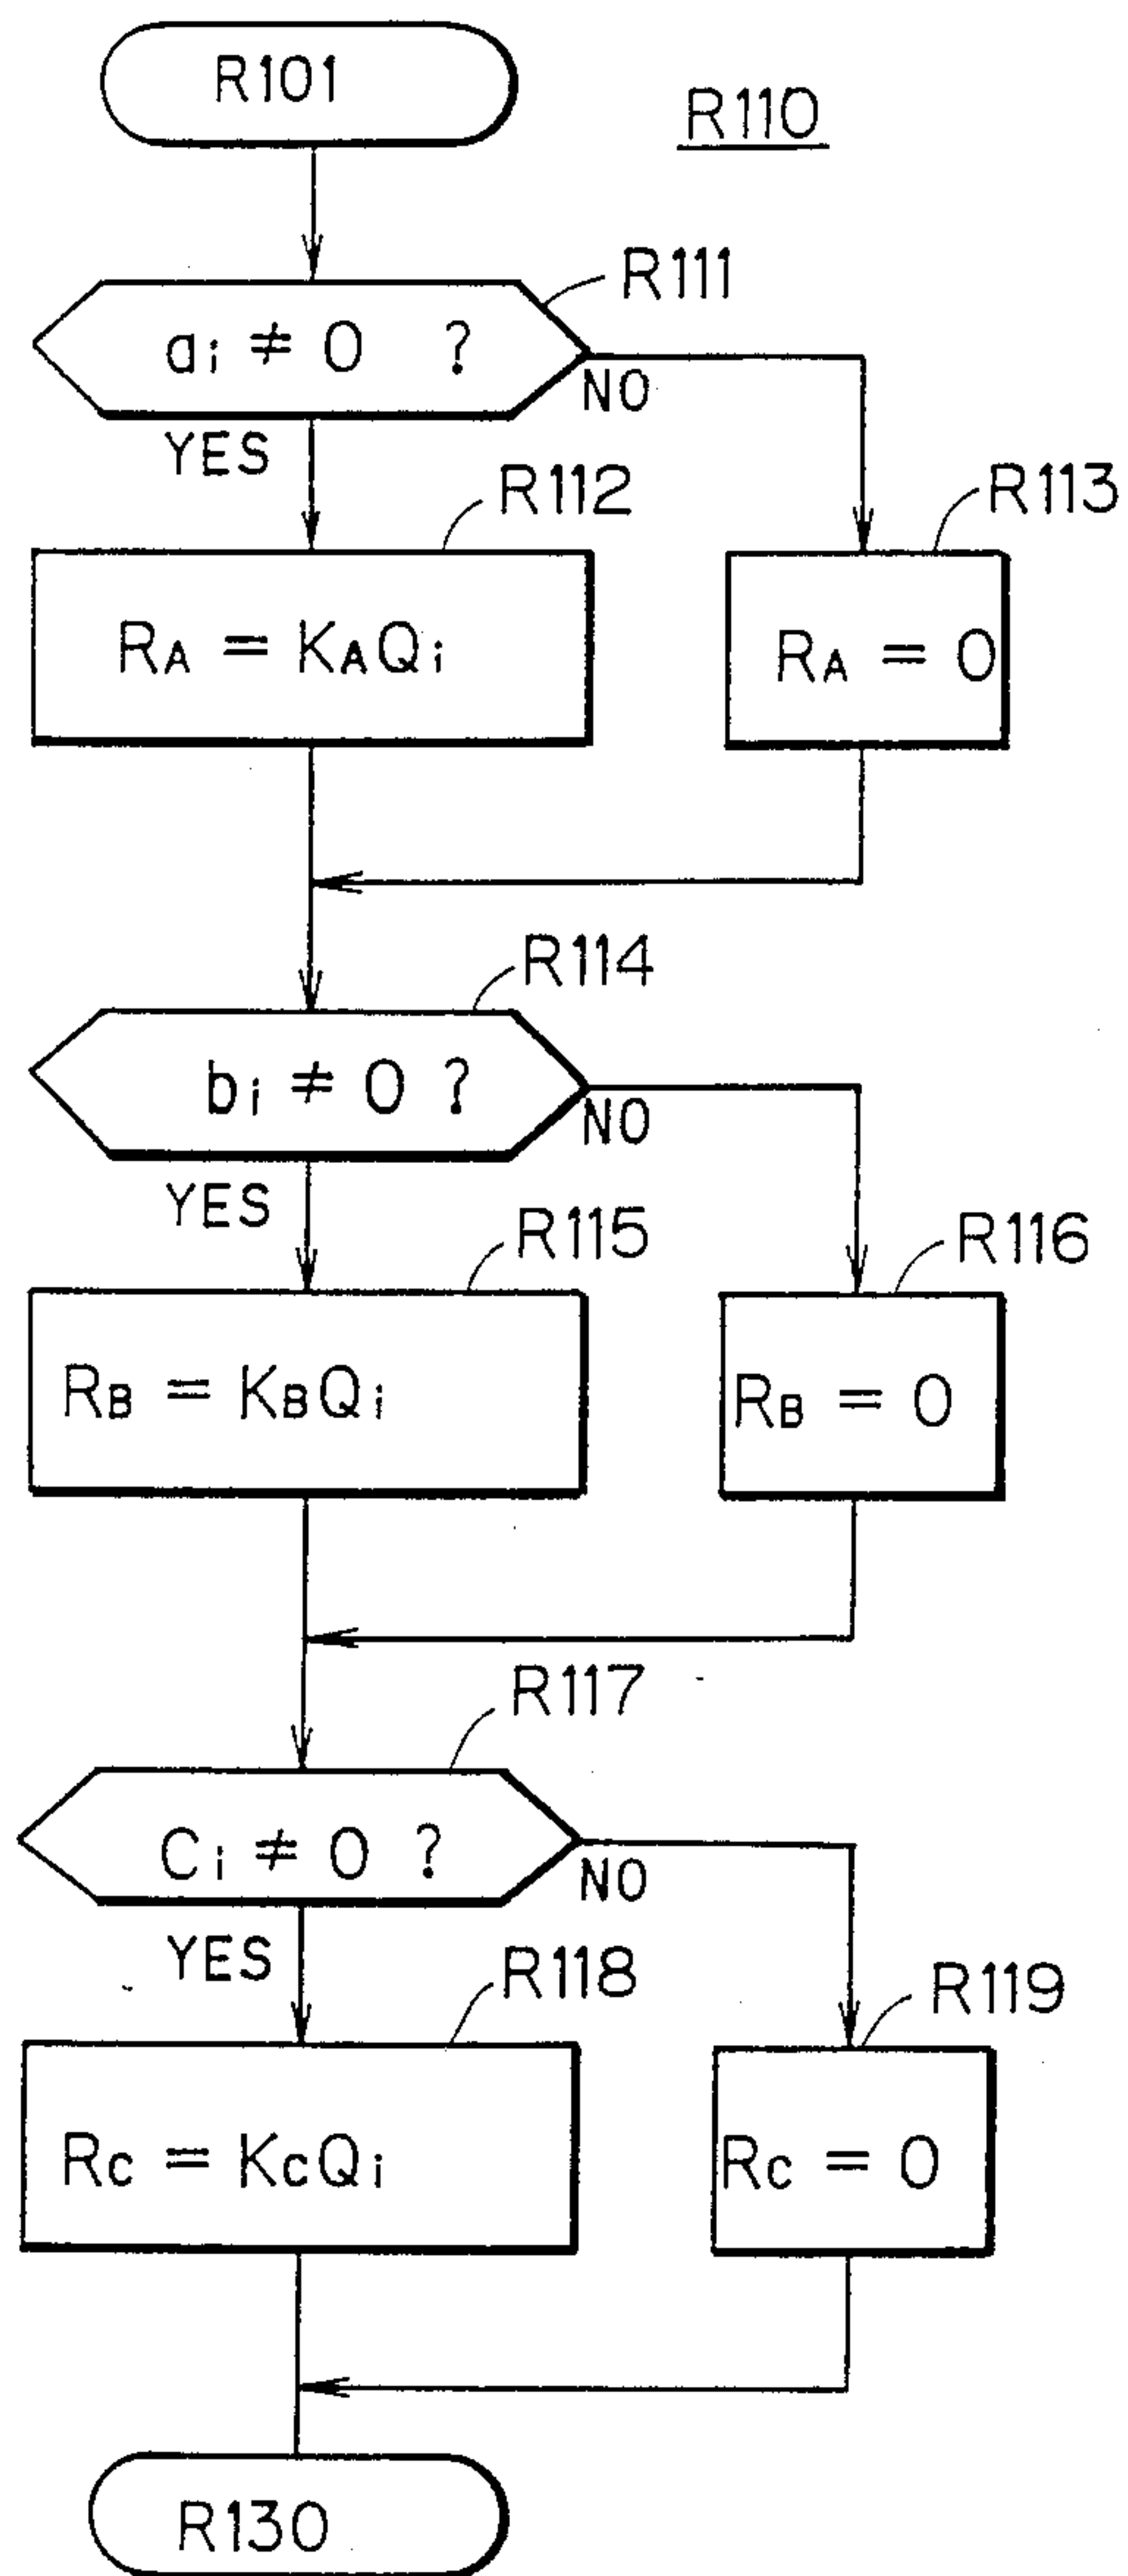 R101
R110
R111
ai ≠ 0 ?
NO
YES
R112
R113
RA = KAQi
RA = 0
R114
bi ≠ 0 ?
NO
YES
R115
R116
RB = KBQi
RB = 0
R117
Ci ≠ 0 ?
NO
YES
R118
R119
RC = KCQi
RC = 0
R130